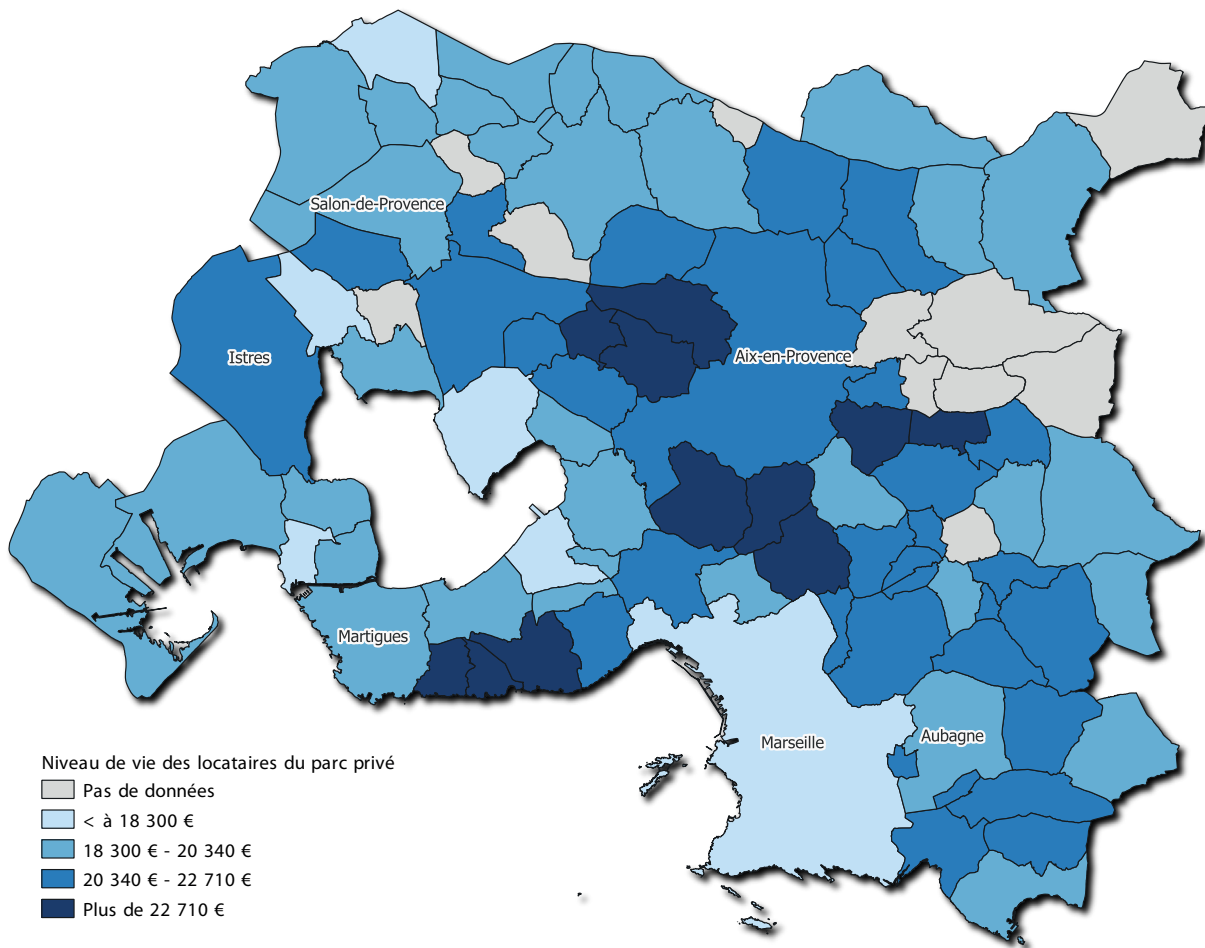 Salon-de-Provence
Istres
Aix-en-Provence
Martigues
Marseille
Aubagne
Niveau de vie des locataires du parc privé
Pas de données
< à 18 300 €
18 300 € - 20 340 €
20 340 € - 22 710 €
Plus de 22 710 €